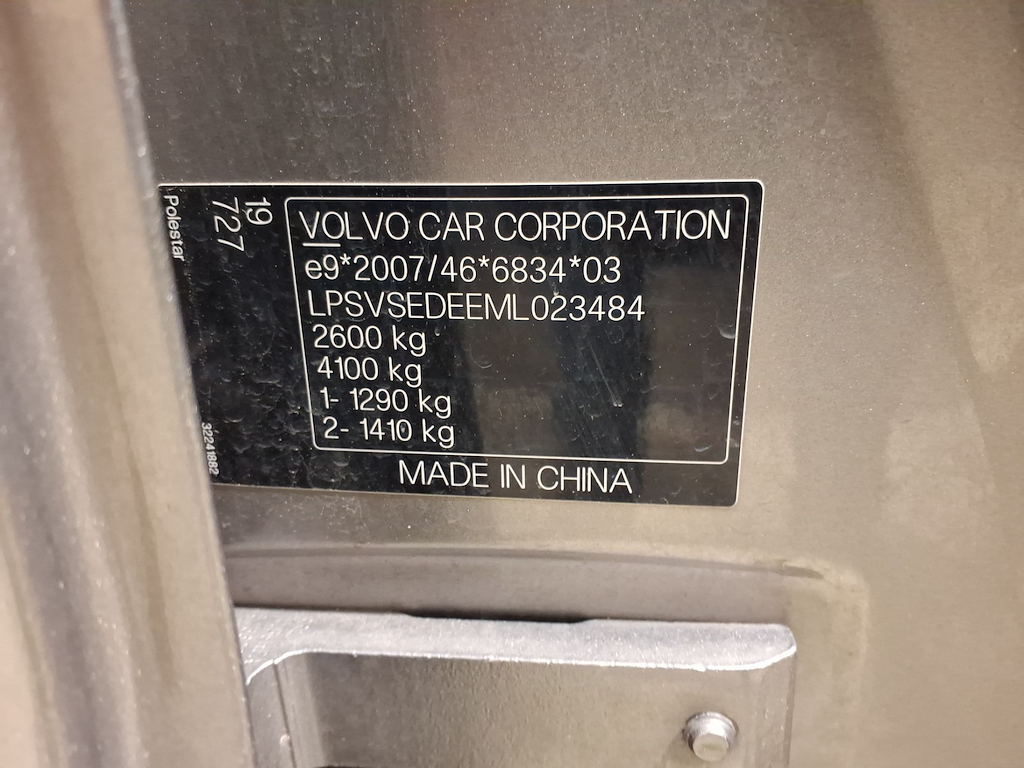 VOLVO CAR CORPORATION
e9*2007/46*6834*03
LPSVSEDEEML023484
2600 kg
4100 kg
1- 1290 kg
2- 1410 kg
MADE IN CHINA
19
727
Polestar
32241882